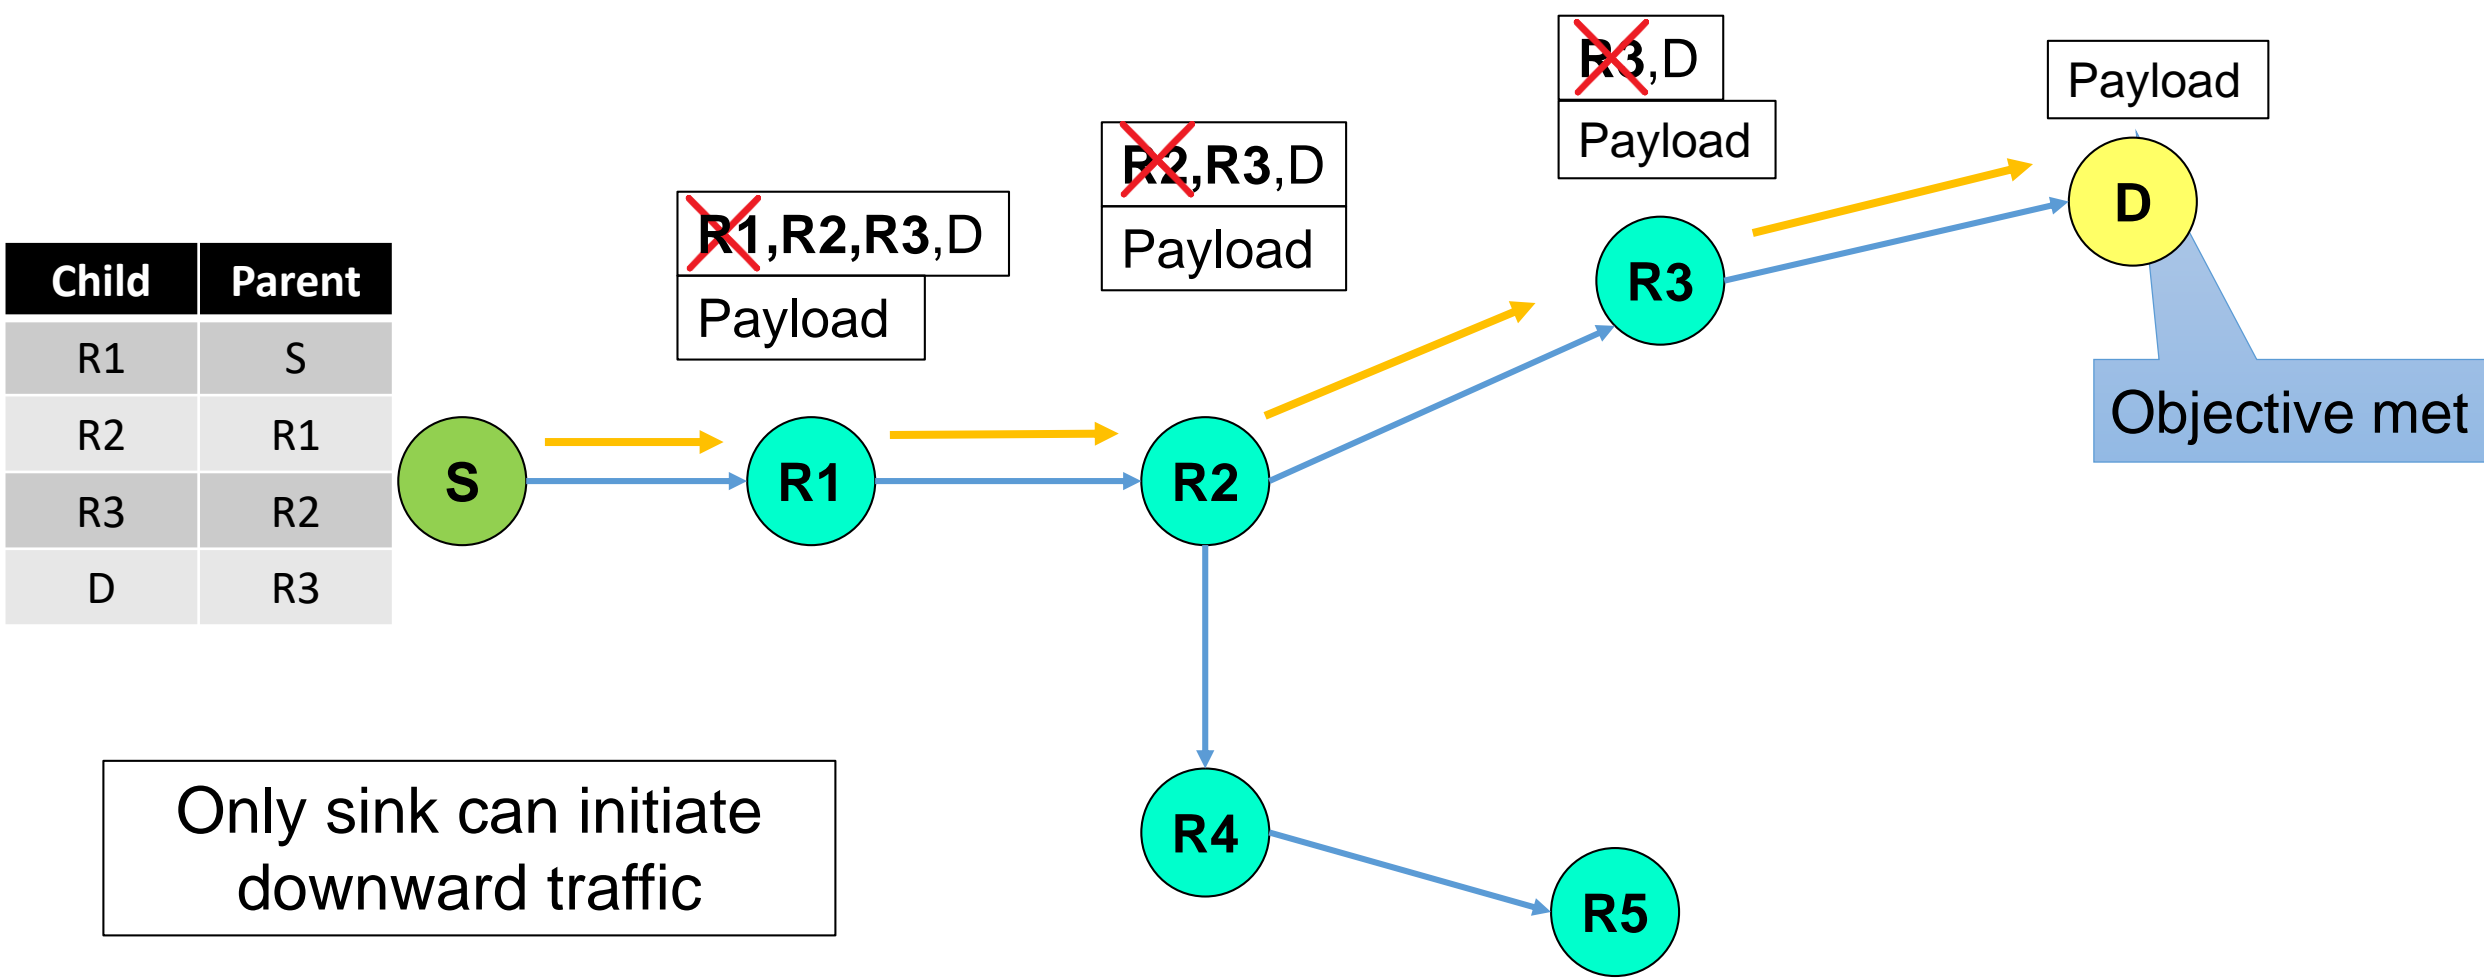 R3,D
Payload
Payload
R2,R3,D
Payload
R1,R2,R3,D
Payload
D
R3
Child Parent
R1 S
R2 R1
R3 R2
D R3
Objective met
S
R1
R2
Only sink can initiate
downward traffic
R4
R5